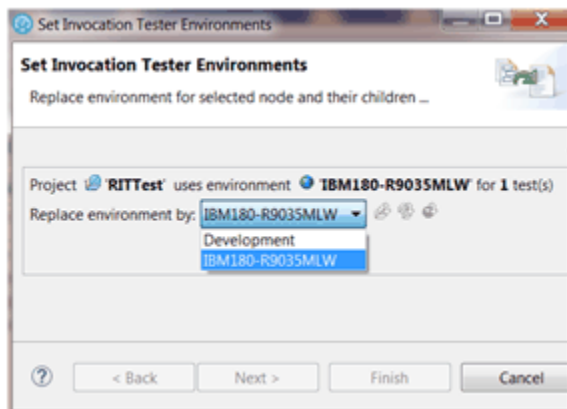 Set Invocation Tester Environments
Set Invocation Tester Environments
Replace environment for selected node and their children ...
Project 'RITTest' uses environment 'IBM180-R9035MLW' for 1 test(s)
Replace environment by: IBM180-R9035MLW
Development
IBM180-R9035MLW
? < Back Next > Finish Cancel